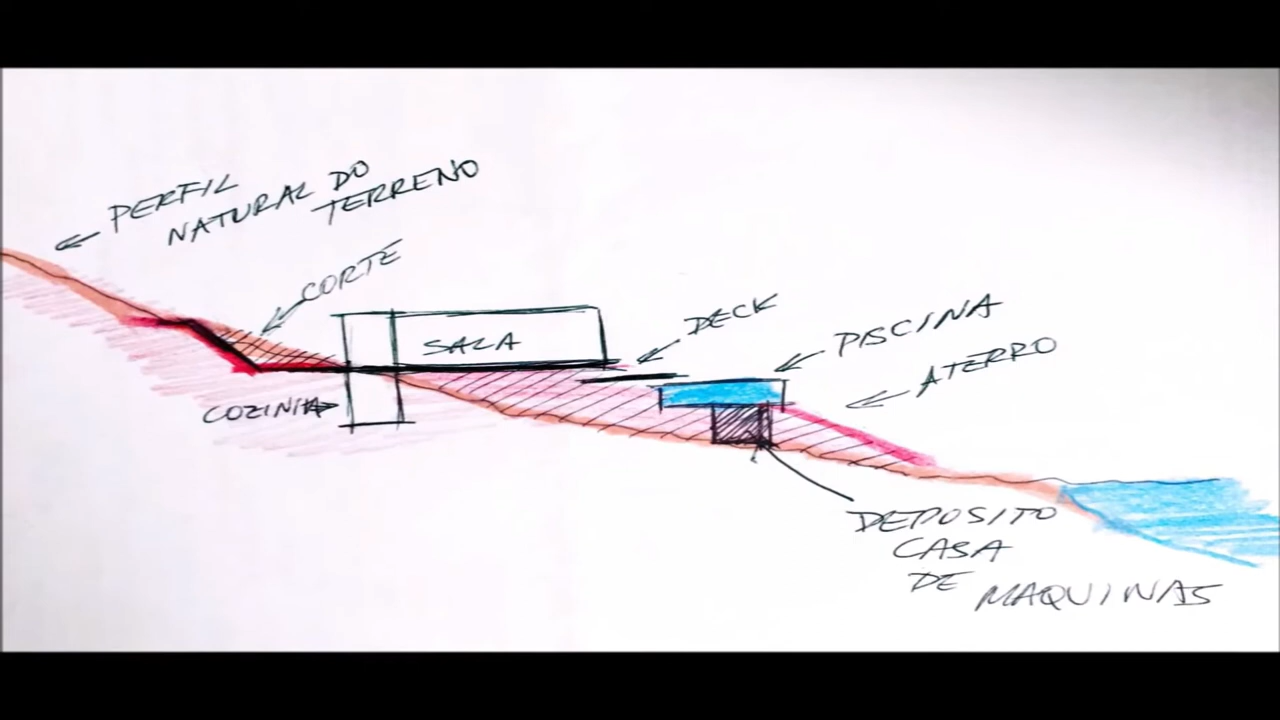 PERFIL
NATURAL DO
TERRENO
CORTE
SALA
DECK
PISCINA
ATERRO
COZINHA
DEPOSITO
CASA
DE MAQUINAS